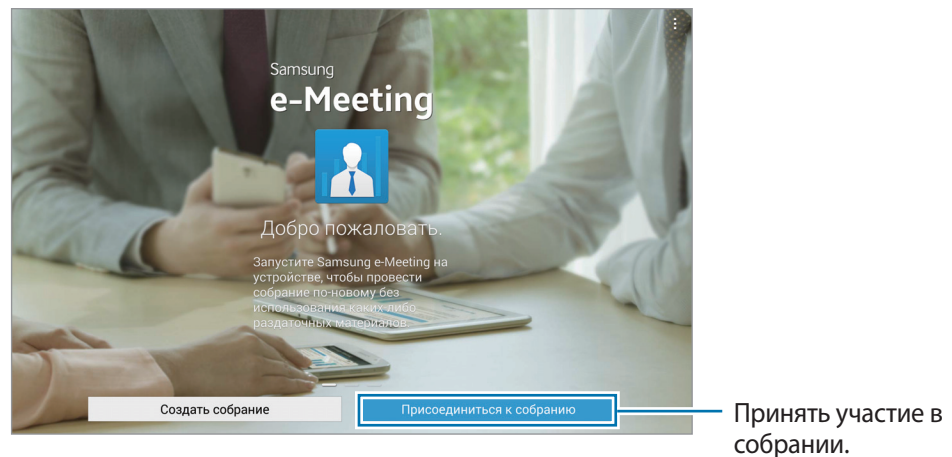 Samsung
e-Meeting
Добро пожаловать.
Запустите Samsung e-Meeting на
устройстве, чтобы провести
собрание по-новому без
использования каких-либо
раздаточных материалов.
Создать собрание
Присоединиться к собранию
Принять участие в
собрании.